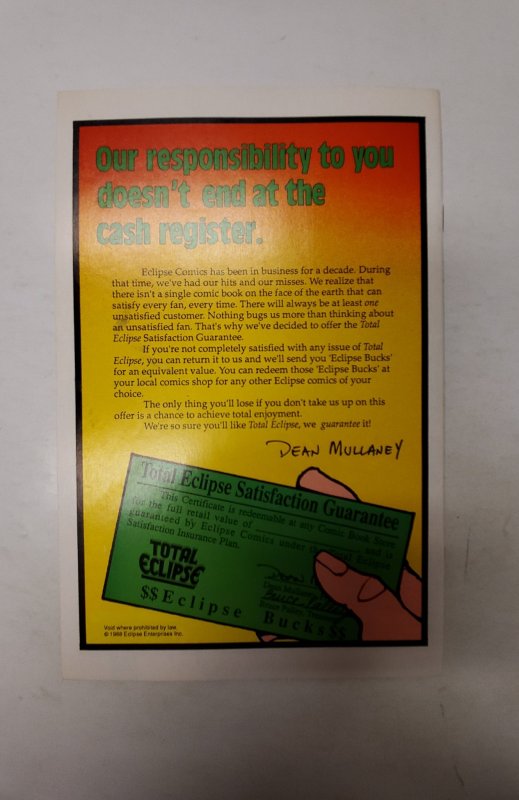 Our responsibility to you
doesn't end at the
cash register.
Eclipse Comics has been in business for a decade. During
that time, we've had our hits and our misses. We realize that
there isn't a single comic book on the face of the earth that can
satisfy every fan, every time. There will always be at least one
unsatisfied customer. Nothing bugs us more than thinking about
an unsatisfied fan. That's why we've decided to offer the Total
Eclipse Satisfaction Guarantee.
If you're not completely satisfied with any issue of Total
Eclipse, you can return it to us and we'll send you 'Eclipse Bucks'
for an equivalent value. You can redeem those 'Eclipse Bucks' at
your local comics shop for any other Eclipse comics of your
choice.
The only thing you'll lose if you don't take us up on this
offer is a chance to achieve total enjoyment.
We're so sure you'll like Total Eclipse, we guarantee it!
DEAN MULLANEY
Total Eclipse Satisfaction Guarantee
This Certificate is redeemable at any Comic Book Store
for the full retail value of and is
guaranteed by Eclipse Comics under Eclipse
Satisfaction Insurance Plan.
TOTAL
ECLIPSE
Dean
Bruce
$$Eclipse Bucks$$
Void where prohibited by law.
© 1988 Eclipse Enterprises Inc.